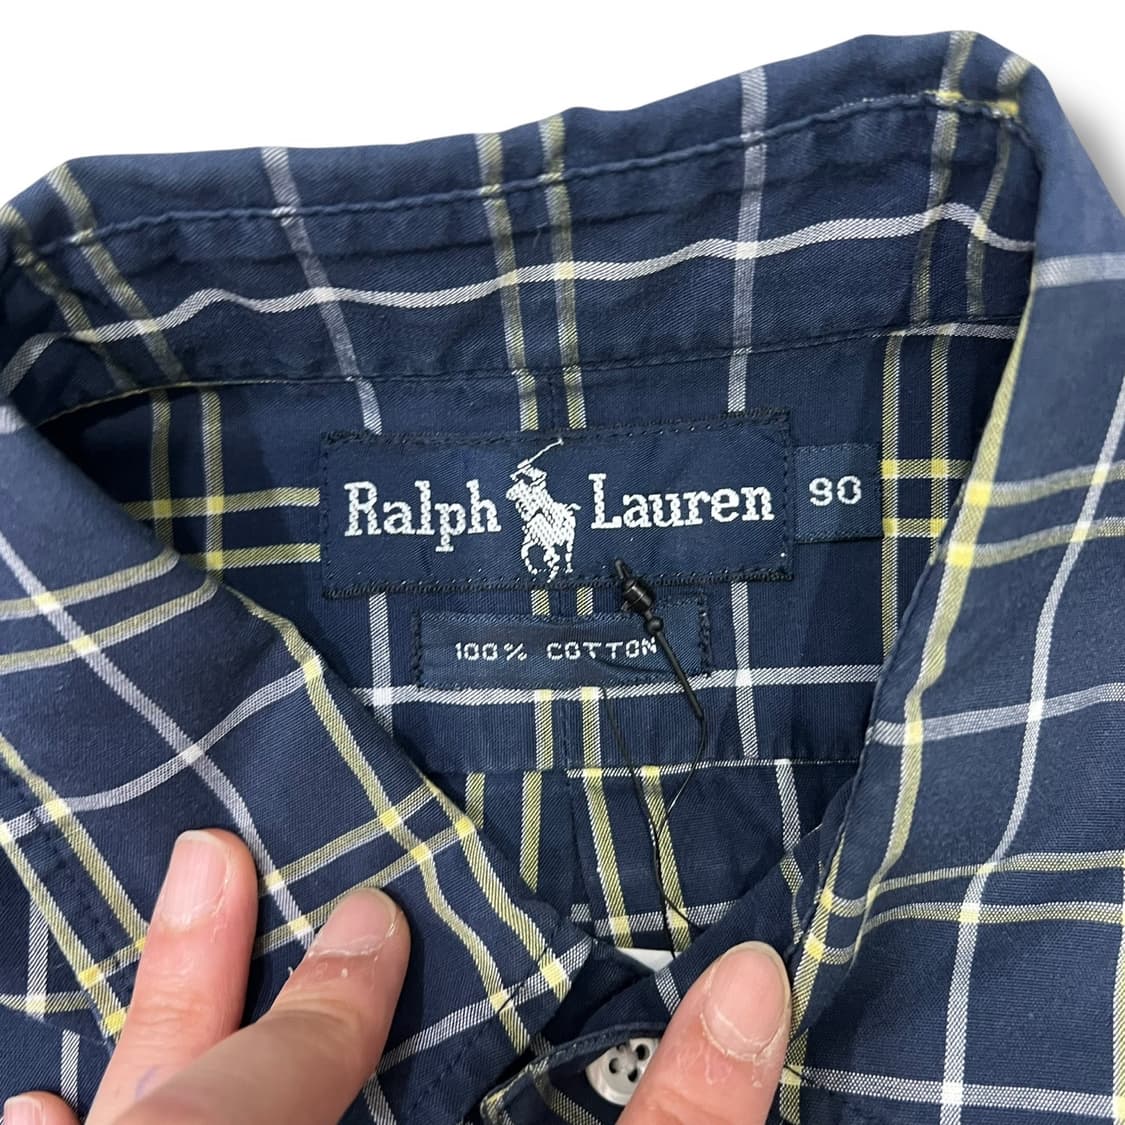 Ralph Lauren
90
100% COTTON